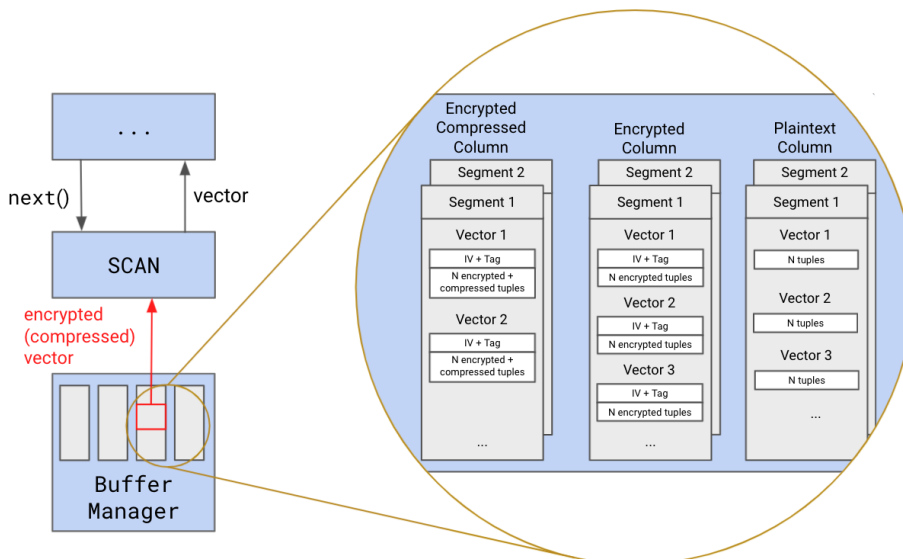 ...
next()
vector
SCAN
encrypted
(compressed)
vector
Buffer
Manager
Encrypted
Compressed
Column
Segment 2
Segment 1
Vector 1
IV + Tag
N encrypted +
compressed tuples
Vector 2
IV + Tag
N encrypted +
compressed tuples
...
Encrypted
Column
Segment 2
Segment 1
Vector 1
IV + Tag
N encrypted tuples
Vector 2
IV + Tag
N encrypted tuples
Vector 3
IV + Tag
N encrypted tuples
...
Plaintext
Column
Segment 2
Segment 1
Vector 1
N tuples
Vector 2
N tuples
Vector 3
N tuples
...